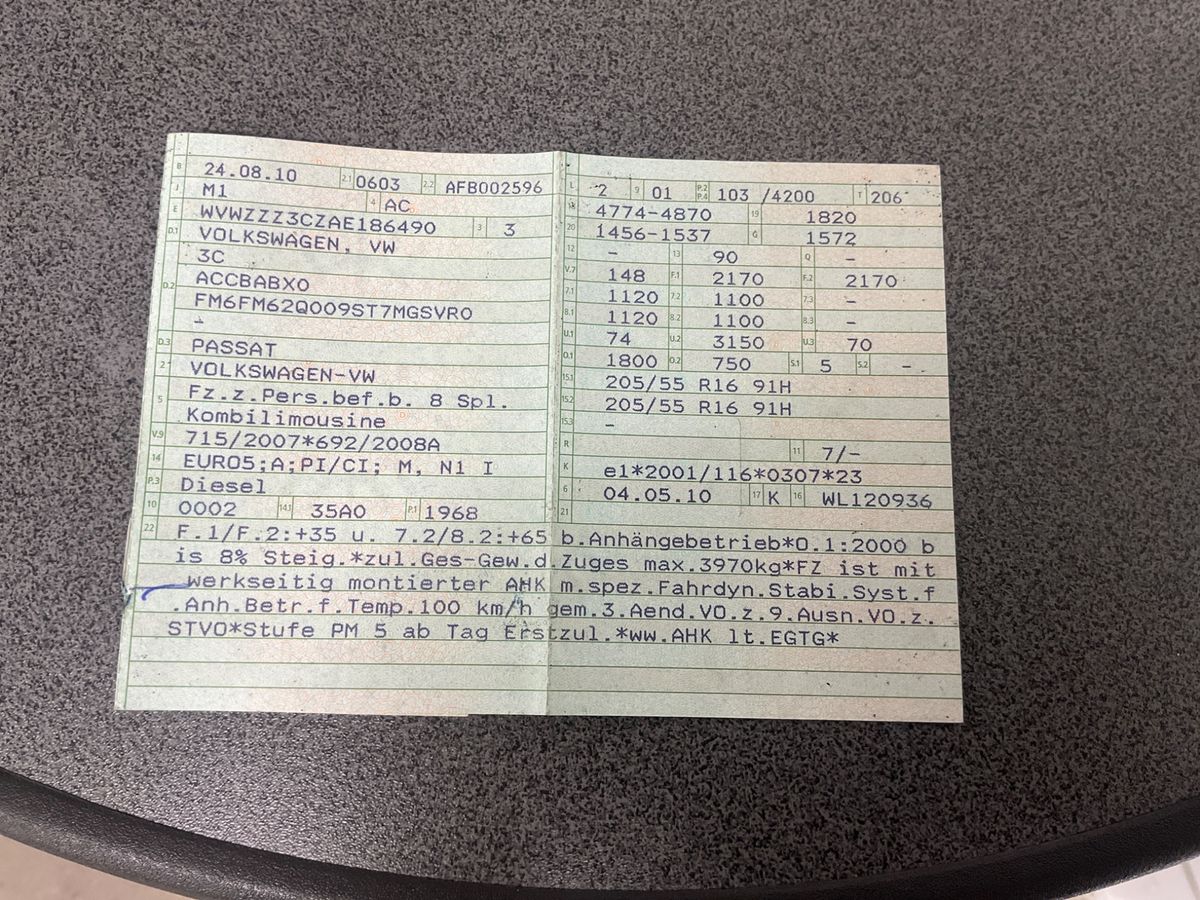 B 24.08.10 2.1 0603 2.2 AFB002596
J M1 4 AC
E WVWZZZ3CZAE186490 3 3
D.1 VOLKSWAGEN, VW
3C
D.2 ACCBABX0
FM6FM62Q009ST7MGSVR0
-
D.3 PASSAT
2 VOLKSWAGEN-VW
5 Fz.z.Pers.bef.b. 8 Spl.
Kombilimousine
V.9 715/2007*692/2008A
14 EURO5;A;PI/CI; M, N1 I
P.3 Diesel
10 0002 14.1 35A0 P.1 1968
L 2 9 01 P.2 P.4 103 /4200 T 206
18 4774-4870 19 1820
20 1456-1537 G 1572
12 - 13 90 Q -
V.7 148 F.1 2170 F.2 2170
7.1 1120 7.2 1100 7.3 -
8.1 1120 8.2 1100 8.3 -
U.1 74 U.2 3150 U.3 70
O.1 1800 O.2 750 S.1 5 S.2 -
15.1 205/55 R16 91H
15.2 205/55 R16 91H
15.3 -
R 11 7/-
K e1*2001/116*0307*23
6 04.05.10 17 K 16 WL120936
21
22 F.1/F.2:+35 u. 7.2/8.2:+65 b.Anhängebetrieb*O.1:2000 b
is 8% Steig.*zul.Ges-Gew.d.Zuges max.3970kg*FZ ist mit
werkseitig montierter AHK m.spez.Fahrdyn.Stabi.Syst.f
.Anh.Betr.f.Temp.100 km/h gem.3.Aend.VO.z.9.Ausn.VO.z.
STVO*Stufe PM 5 ab Tag Erstzul.*ww.AHK lt.EGTG*